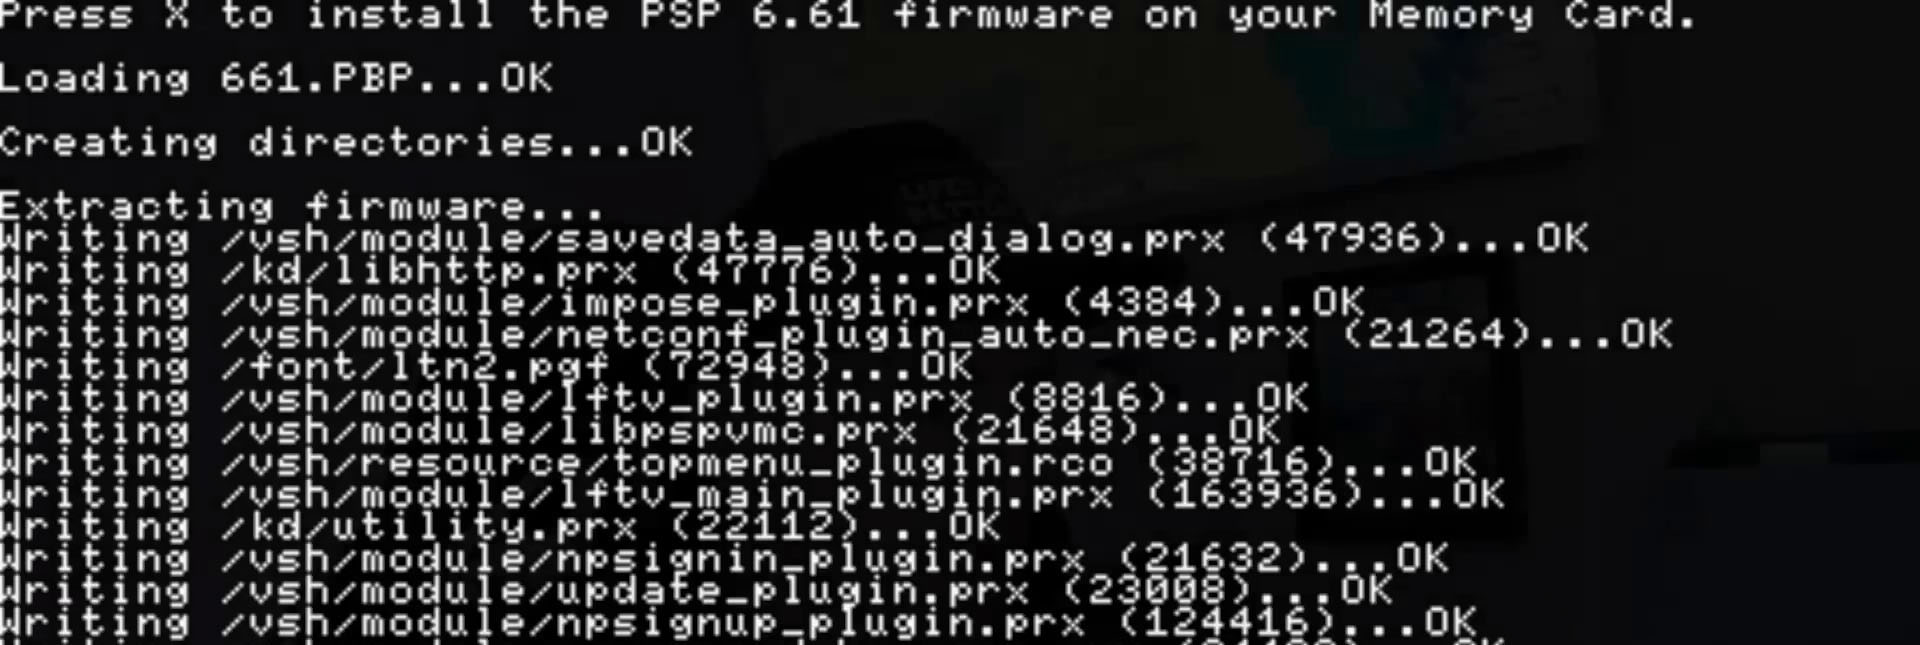 Press X to install the PSP 6.61 firmware on your Memory Card.
Loading 661.PBP...OK
Creating directories...OK
Extracting firmware...
Writing /vsh/module/savedata_auto_dialog.prx (47936)...OK
Writing /kd/libhttp.prx (47776)...OK
Writing /vsh/module/impose_plugin.prx (4384)...OK
Writing /vsh/module/netconf_plugin_auto_nec.prx (21264)...OK
Writing /font/ltn2.pgf (72948)...OK
Writing /vsh/module/lftv_plugin.prx (8816)...OK
Writing /vsh/module/libpspvmc.prx (21648)...OK
Writing /vsh/resource/topmenu_plugin.rco (38716)...OK
Writing /vsh/module/lftv_main_plugin.prx (163936)...OK
Writing /kd/utility.prx (22112)...OK
Writing /vsh/module/npsignin_plugin.prx (21632)...OK
Writing /vsh/module/update_plugin.prx (23008)...OK
Writing /vsh/module/npsignup_plugin.prx (124416)...OK